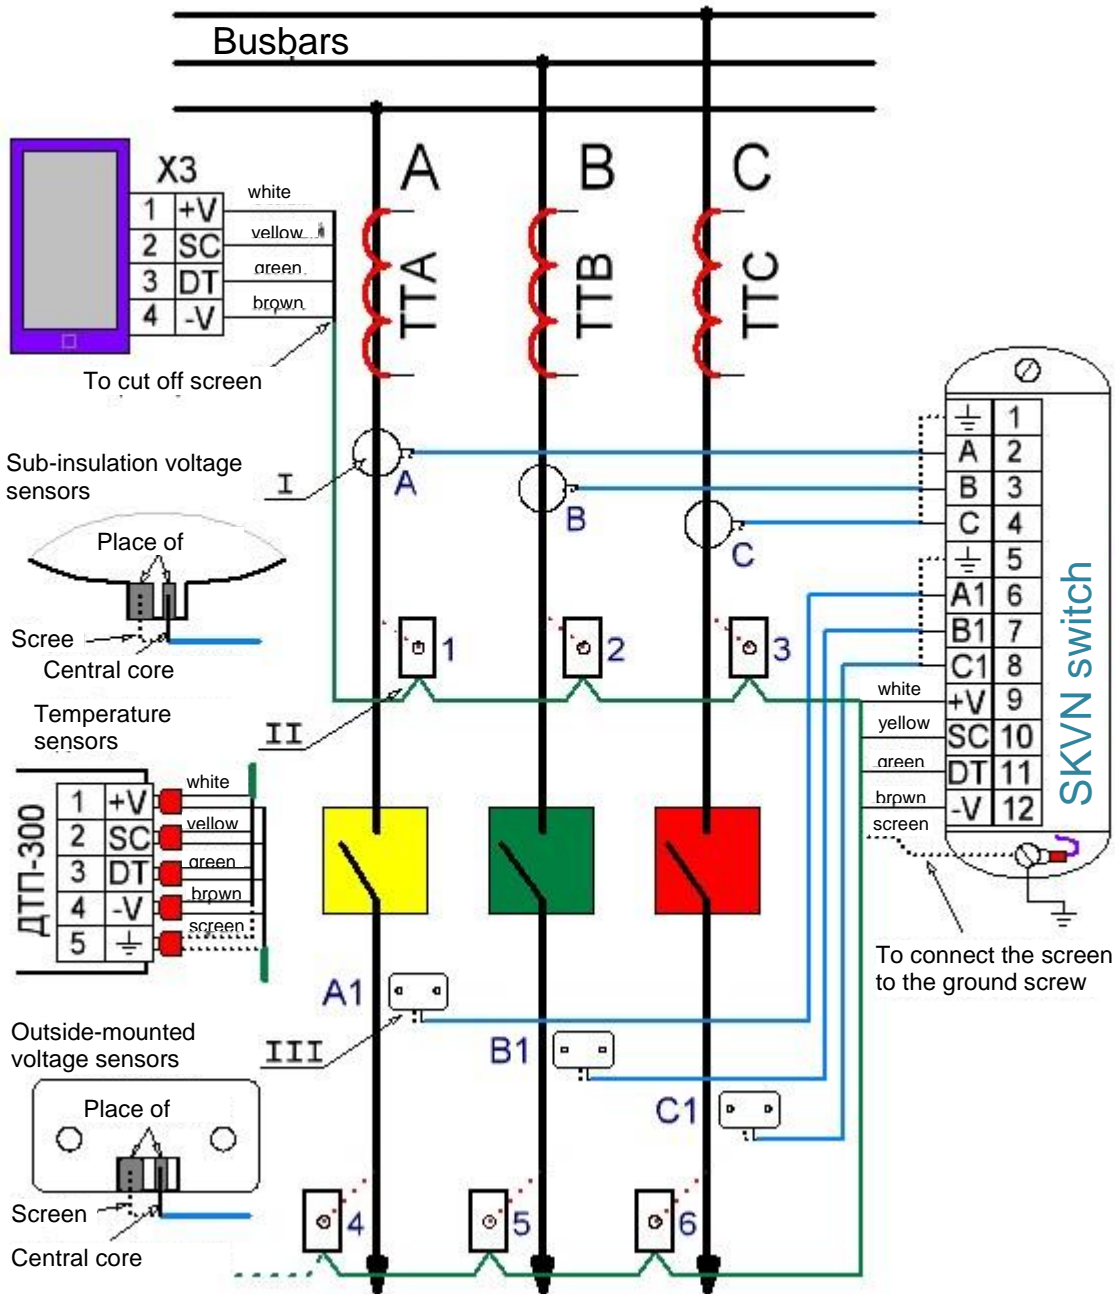 Busbars
A
B
C
X3
1 +V
2 SC
3 DT
4 -V
white
yellow
green
brown
To cut off screen
TTA
TTB
TTC
Sub-insulation voltage
sensors
I
A
B
C
Place of
Scree
Central core
1
2
3
Temperature
sensors
II
ДТП-300
1 +V
2 SC
3 DT
4 -V
5
white
yellow
green
brown
screen
1
A 2
B 3
C 4
5
A1 6
B1 7
C1 8
+V 9
SC 10
DT 11
-V 12
white
yellow
green
brown
screen
SKVN switch
To connect the screen
to the ground screw
A1
B1
C1
III
Outside-mounted
voltage sensors
Place of
Screen
Central core
4
5
6